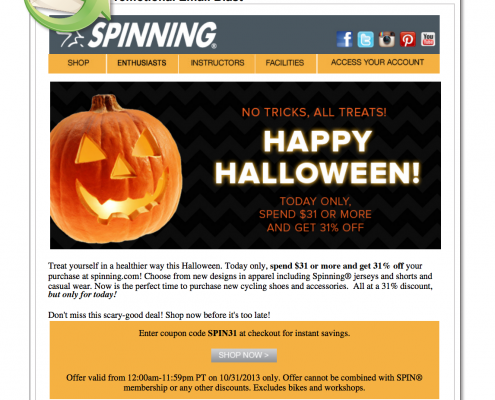 SPINNING®
You
SHOP ENTHUSIASTS INSTRUCTORS FACILITIES ACCESS YOUR ACCOUNT
NO TRICKS, ALL TREATS!
HAPPY
HALLOWEEN!
TODAY ONLY,
SPEND $31 OR MORE
AND GET 31% OFF
Treat yourself in a healthier way this Halloween. Today only, spend $31 or more and get 31% off your
purchase at spinning.com! Choose from new designs in apparel including Spinning® jerseys and shorts and
casual wear. Now is the perfect time to purchase new cycling shoes and accessories. All at a 31% discount,
but only for today!
Don't miss this scary-good deal! Shop now before it's too late!
Enter coupon code SPIN31 at checkout for instant savings.
SHOP NOW >
Offer valid from 12:00am-11:59pm PT on 10/31/2013 only. Offer cannot be combined with SPIN®
membership or any other discounts. Excludes bikes and workshops.